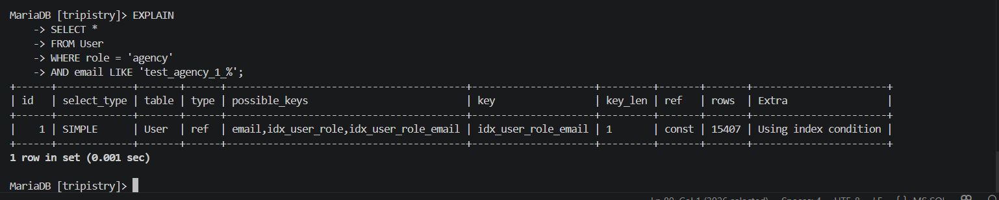 MariaDB [tripistry]> EXPLAIN
    -> SELECT *
    -> FROM User
    -> WHERE role = 'agency'
    -> AND email LIKE 'test_agency_1_%';
+------+-------------+-------+------+----------------------------------------+---------------------+---------+-------+-------+-----------------------+
| id   | select_type | table | type | possible_keys                          | key                 | key_len | ref   | rows  | Extra                 |
+------+-------------+-------+------+----------------------------------------+---------------------+---------+-------+-------+-----------------------+
|    1 | SIMPLE      | User  | ref  | email,idx_user_role,idx_user_role_email | idx_user_role_email | 1       | const | 15407 | Using index condition |
+------+-------------+-------+------+----------------------------------------+---------------------+---------+-------+-------+-----------------------+
1 row in set (0.001 sec)
MariaDB [tripistry]>